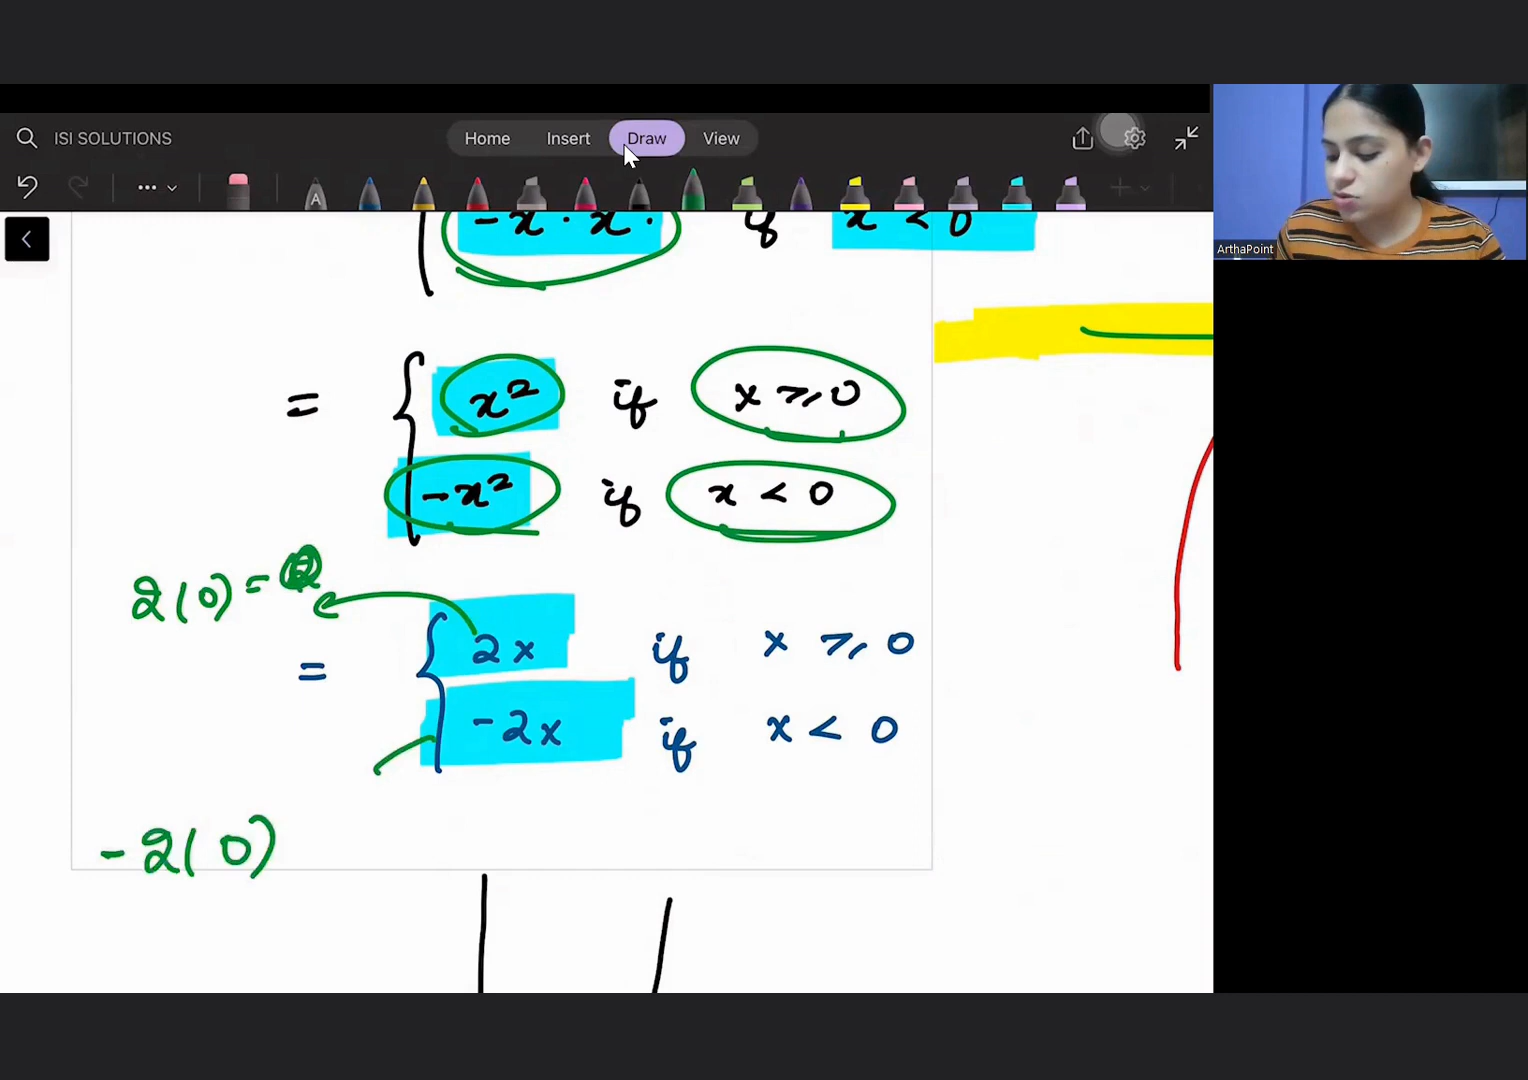 ISI SOLUTIONS
Home Insert Draw View
A
ArthaPoint
-x · x · if x < 0
= { x² if x ⩾ 0
-x² if x < 0
2(0) =
= { 2x if x ⩾ 0
-2x if x < 0
-2(0)